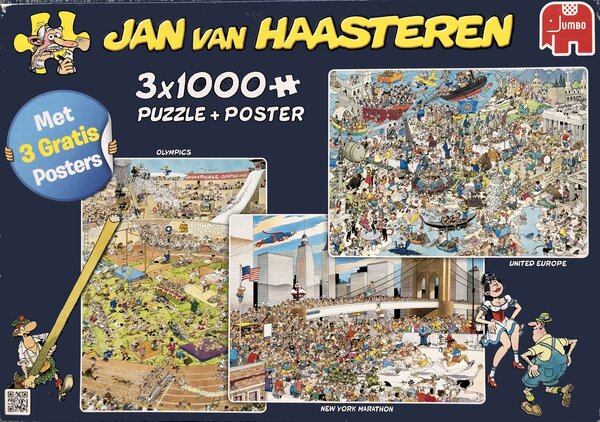 JAN VAN HAASTEREN
JUMBO
3x1000
PUZZLE + POSTER
Met
3 Gratis
Posters
OLYMPICS
UNITED EUROPE
NEW YORK MARATHON